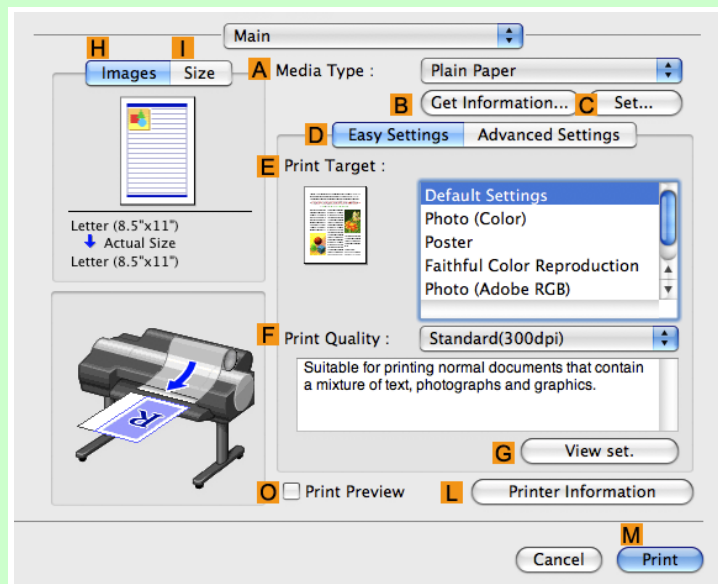 Main
H I
Images Size
A Media Type : Plain Paper
B Get Information... C Set...
D Easy Settings Advanced Settings
E Print Target :
Default Settings
Photo (Color)
Poster
Faithful Color Reproduction
Photo (Adobe RGB)
Letter (8.5"x11")
Actual Size
Letter (8.5"x11")
F Print Quality : Standard(300dpi)
Suitable for printing normal documents that contain
a mixture of text, photographs and graphics.
R
G View set.
O Print Preview L Printer Information
M
Cancel Print